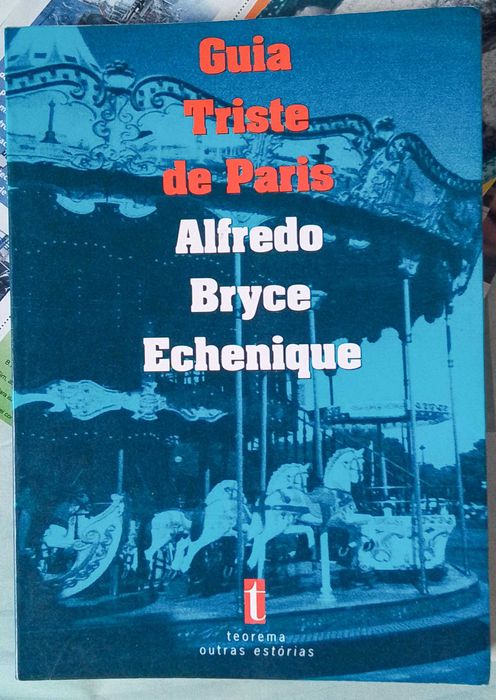 Guia
Triste
de Paris
Alfredo
Bryce
Echenique
t
teorema
outras estórias